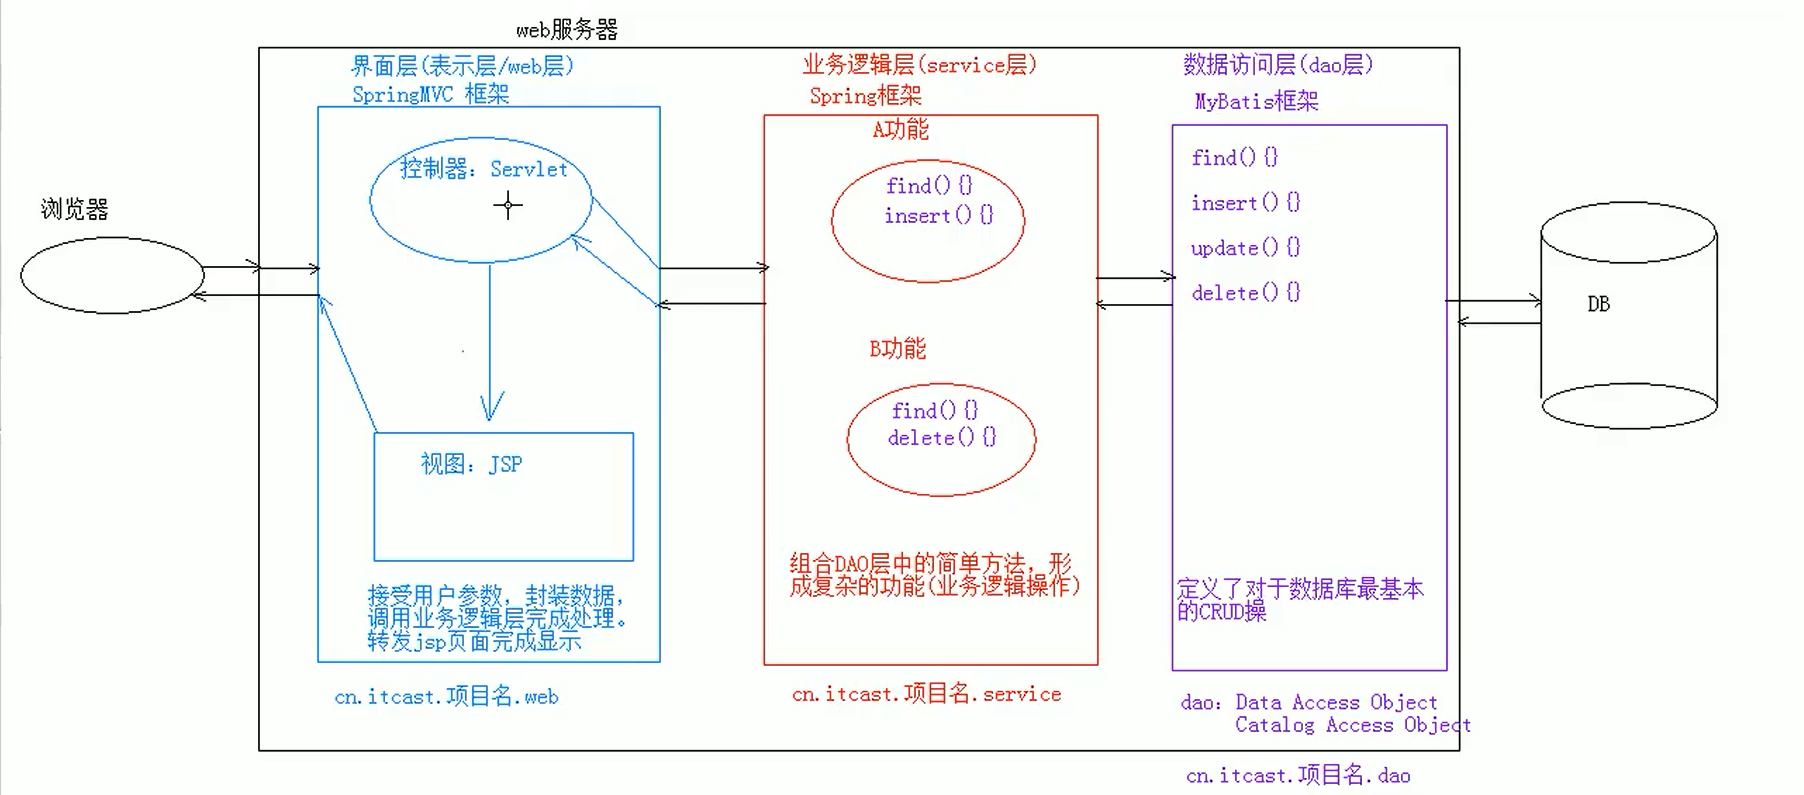 web服务器
界面层(表示层/web层)
SpringMVC 框架
控制器：Servlet
视图：JSP
接受用户参数，封装数据，
调用业务逻辑层完成处理。
转发jsp页面完成显示
cn.itcast.项目名.web
浏览器
业务逻辑层(service层)
Spring框架
A功能
find(){}
insert(){}
B功能
find(){}
delete(){}
组合DAO层中的简单方法，形
成复杂的功能(业务逻辑操作)
cn.itcast.项目名.service
数据访问层(dao层)
MyBatis框架
find(){}
insert(){}
update(){}
delete(){}
定义了对于数据库最基本
的CRUD操
dao：Data Access Object
Catalog Access Object
cn.itcast.项目名.dao
DB